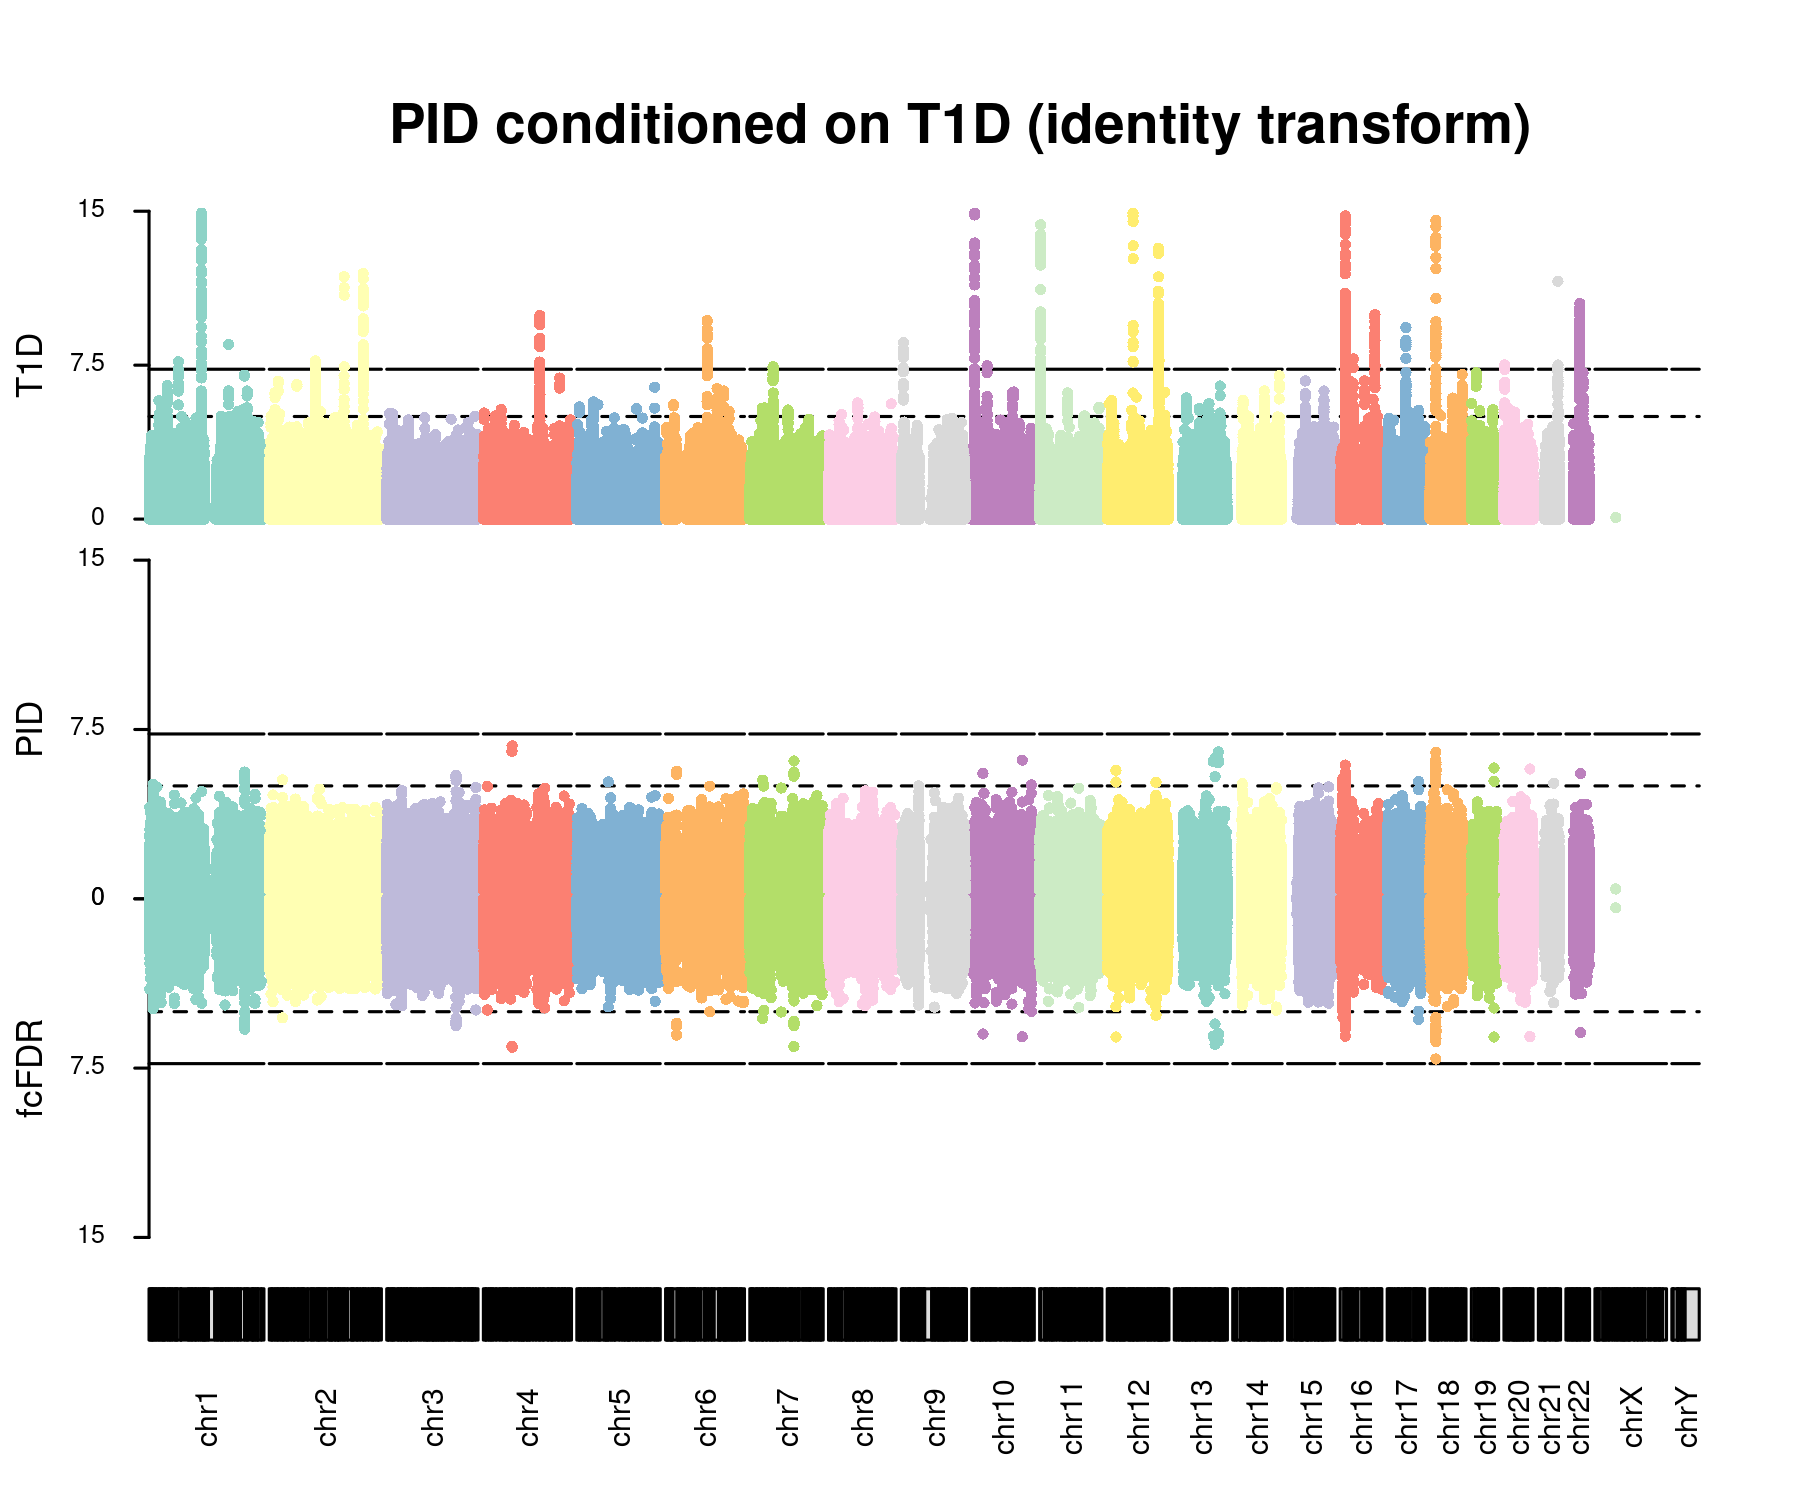 PID conditioned on T1D (identity transform)
15
7.5
0
T1D
15
7.5
0
PID
7.5
15
fcFDR
chr1
chr2
chr3
chr4
chr5
chr6
chr7
chr8
chr9
chr10
chr11
chr12
chr13
chr14
chr15
chr16
chr17
chr18
chr19
chr20
chr21
chr22
chrX
chrY